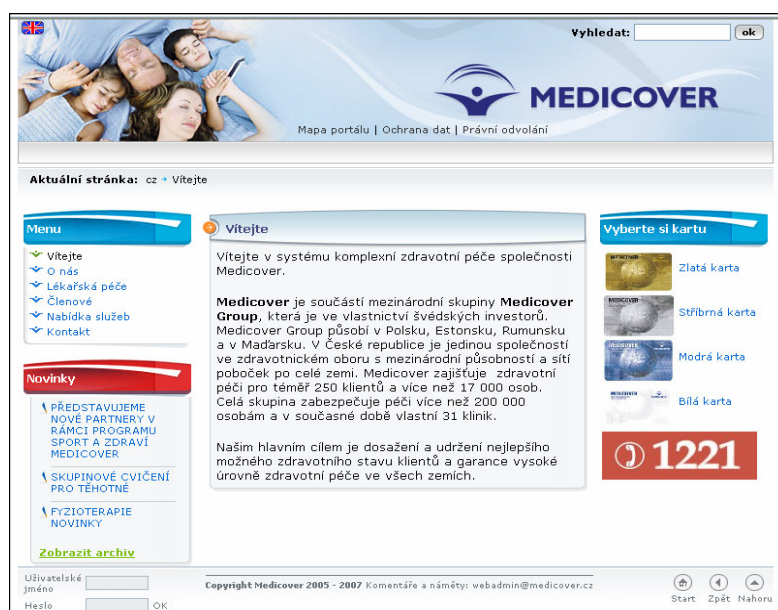 Vyhledat:
ok
MEDICOVER
Mapa portálu | Ochrana dat | Právní odvolání
Aktuální stránka: cz Vítejte
Menu
Vítejte
O nás
Lékařská péče
Členové
Nabídka služeb
Kontakt
Novinky
PŘEDSTAVUJEME
NOVÉ PARTNERY V
RÁMCI PROGRAMU
SPORT A ZDRAVÍ
MEDICOVER
SKUPINOVÉ CVIČENÍ
PRO TĚHOTNÉ
FYZIOTERAPIE
NOVINKY
Zobrazit archiv
Vítejte
Vítejte v systému komplexní zdravotní péče společnosti
Medicover.
Medicover je součástí mezinárodní skupiny Medicover
Group, která je ve vlastnictví švédských investorů.
Medicover Group působí v Polsku, Estonsku, Rumunsku
a v Maďarsku. V České republice je jedinou společností
ve zdravotnickém oboru s mezinárodní působností a sítí
poboček po celé zemi. Medicover zajišťuje zdravotní
péči pro téměř 250 klientů a více než 17 000 osob.
Celá skupina zabezpečuje péči více než 200 000
osobám a v současné době vlastní 31 klinik.
Našim hlavním cílem je dosažení a udržení nejlepšího
možného zdravotního stavu klientů a garance vysoké
úrovně zdravotní péče ve všech zemích.
Vyberte si kartu
MEDICOVER
Zlatá karta
MEDICOVER
Stříbrná karta
MEDICOVER
Modrá karta
MEDICOVER
Bílá karta
1221
Uživatelské
jméno
Heslo
OK
Copyright Medicover 2005 - 2007 Komentáře a náměty: webadmin@medicover.cz
Start Zpět Nahoru